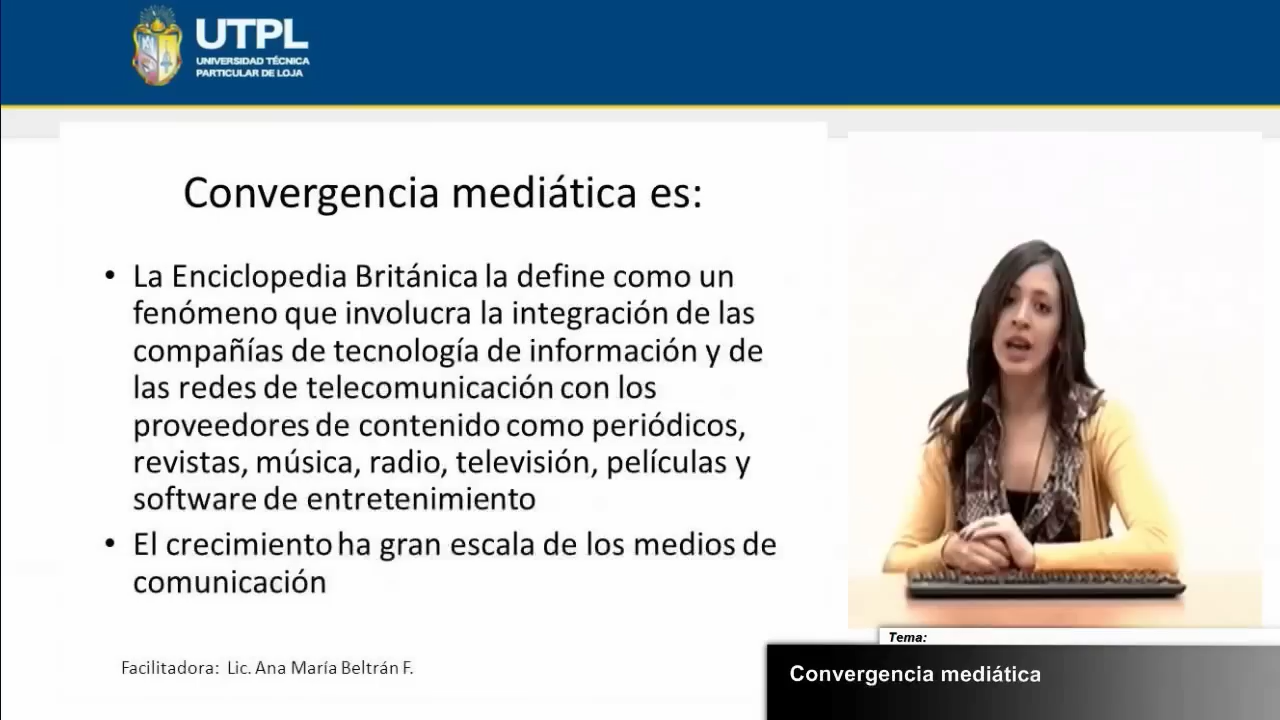 UTPL
UNIVERSIDAD TÉCNICA
PARTICULAR DE LOJA
Convergencia mediática es:
• La Enciclopedia Británica la define como un
fenómeno que involucra la integración de las
compañías de tecnología de información y de
las redes de telecomunicación con los
proveedores de contenido como periódicos,
revistas, música, radio, televisión, películas y
software de entretenimiento
• El crecimiento ha gran escala de los medios de
comunicación
Facilitadora: Lic. Ana María Beltrán F.
Tema:
Convergencia mediática